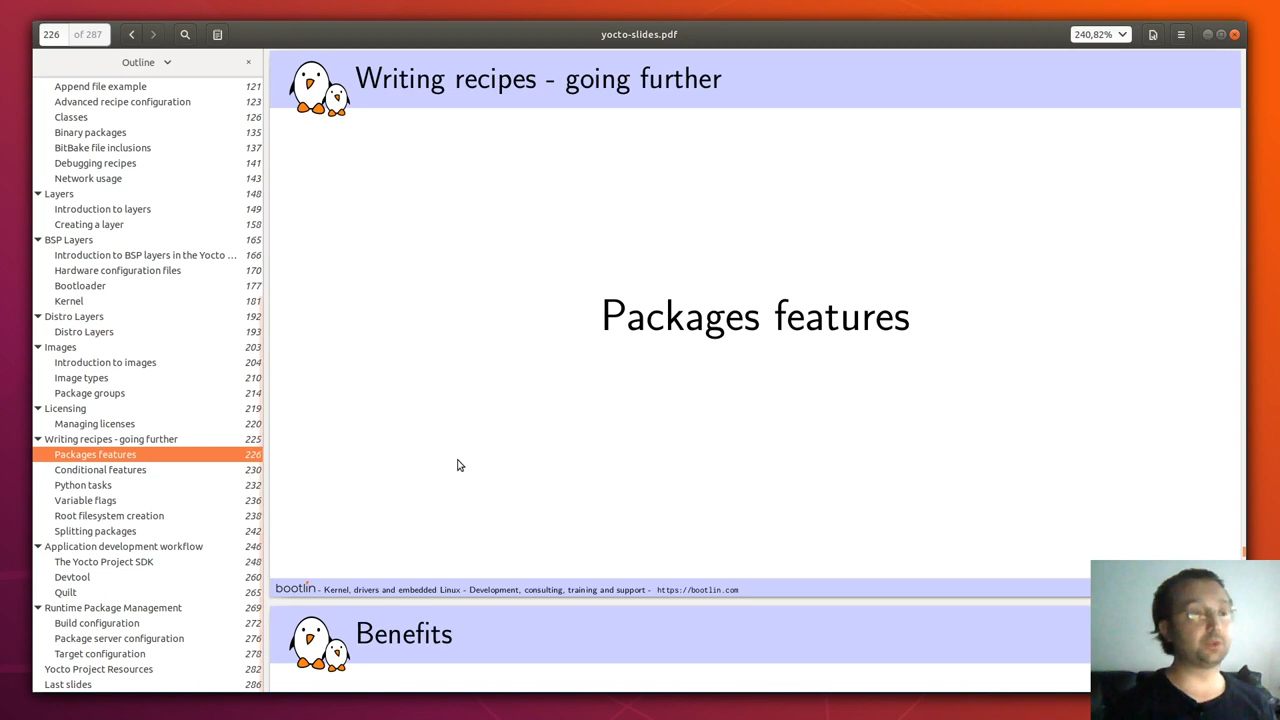 226 of 287
yocto-slides.pdf
240,82%
Outline
Append file example 121
Advanced recipe configuration 123
Classes 126
Binary packages 135
BitBake file inclusions 137
Debugging recipes 141
Network usage 143
Layers 148
Introduction to layers 149
Creating a layer 158
BSP Layers 165
Introduction to BSP layers in the Yocto ... 166
Hardware configuration files 170
Bootloader 177
Kernel 181
Distro Layers 192
Distro Layers 193
Images 203
Introduction to images 204
Image types 210
Package groups 214
Licensing 219
Managing licenses 220
Writing recipes - going further 225
Packages features 226
Conditional features 230
Python tasks 232
Variable flags 236
Root filesystem creation 238
Splitting packages 242
Application development workflow 246
The Yocto Project SDK 248
Devtool 260
Quilt 265
Runtime Package Management 269
Build configuration 272
Package server configuration 276
Target configuration 278
Yocto Project Resources 282
Last slides 286
Writing recipes - going further
Packages features
bootlin - Kernel, drivers and embedded Linux - Development, consulting, training and support - https://bootlin.com
Benefits